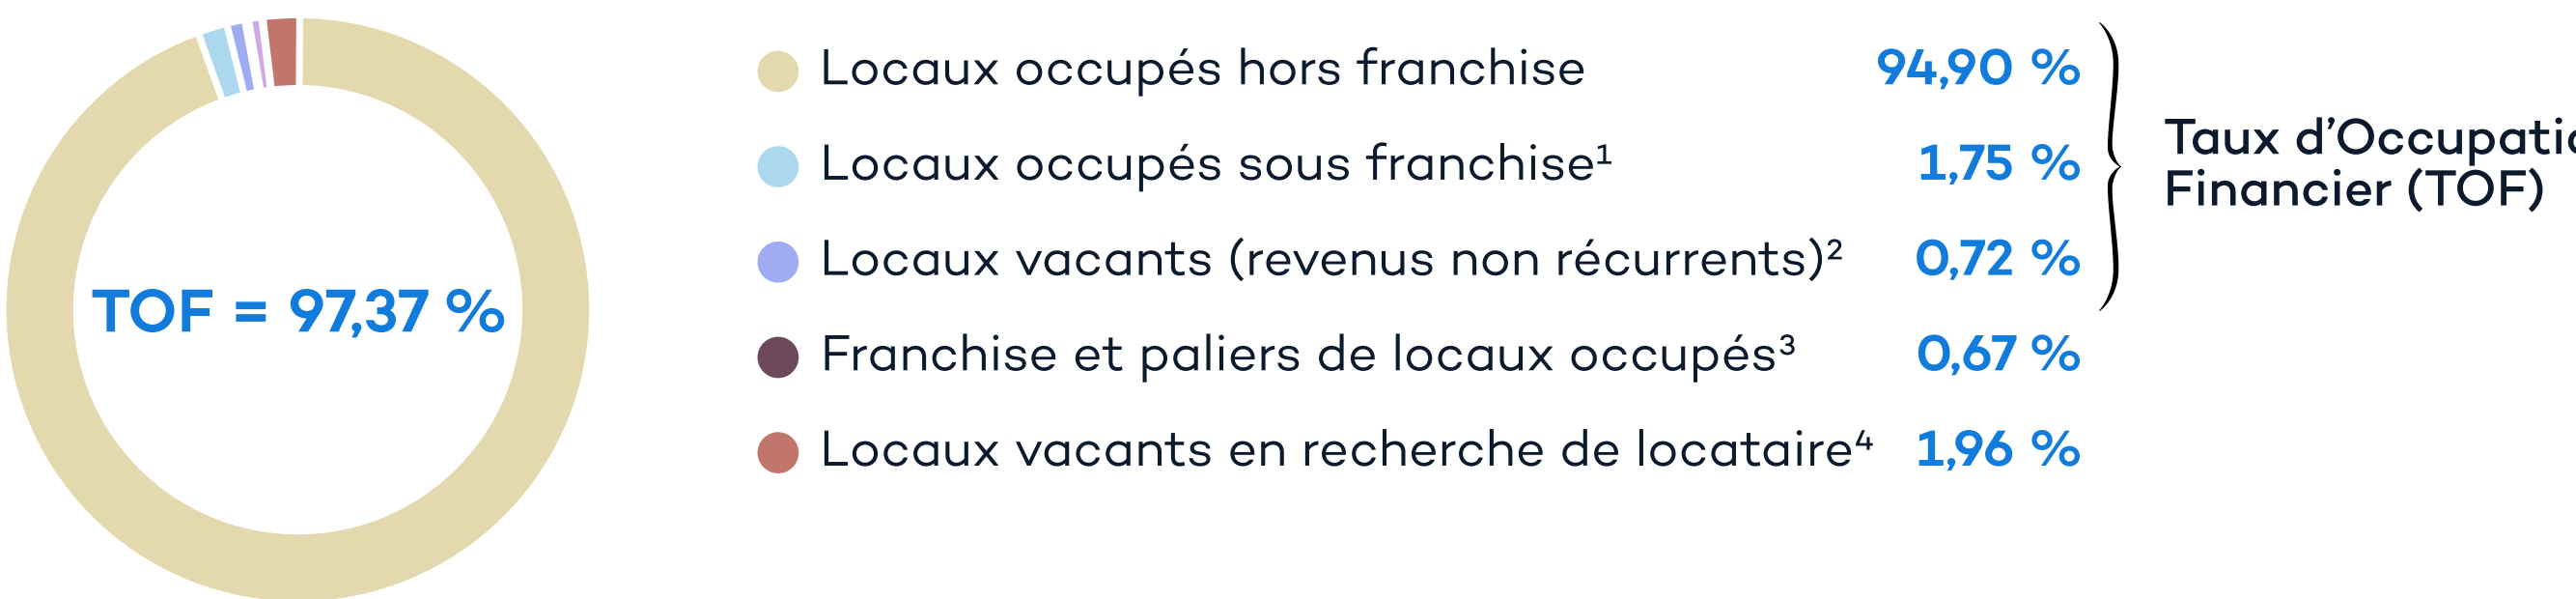 TOF = 97,37 %
Locaux occupés hors franchise 94,90 %
Locaux occupés sous franchise¹ 1,75 %
Locaux vacants (revenus non récurrents)² 0,72 %
Franchise et paliers de locaux occupés³ 0,67 %
Locaux vacants en recherche de locataire⁴ 1,96 %
Taux d’Occupatio
Financier (TOF)